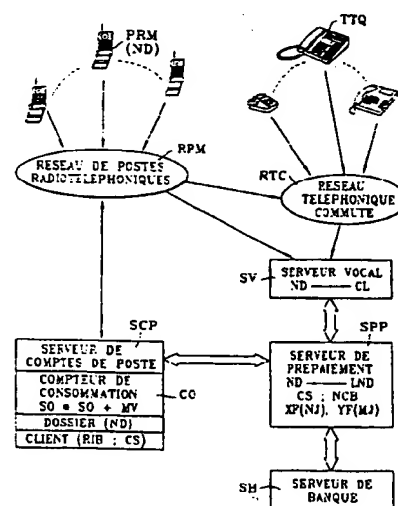 PRM
(ND)
TTQ
RPM
RESEAU DE POSTES
RADIOTELEPHONIQUES
RTC
RESEAU
TELEPHONIQUE
COMMUTE
SV
SERVEUR VOCAL
ND CL
SCP
SERVEUR DE
COMPTES DE POSTE
COMPTEUR DE
CONSOMMATION
SO = SO + MV
CO
DOSSIER (ND)
CLIENT (RIB ; CS)
SPP
SERVEUR DE
PREPAIEMENT
ND LND
CS ; NCB
XP(NJ), YF(MJ)
SH
SERVEUR DE
BANQUE